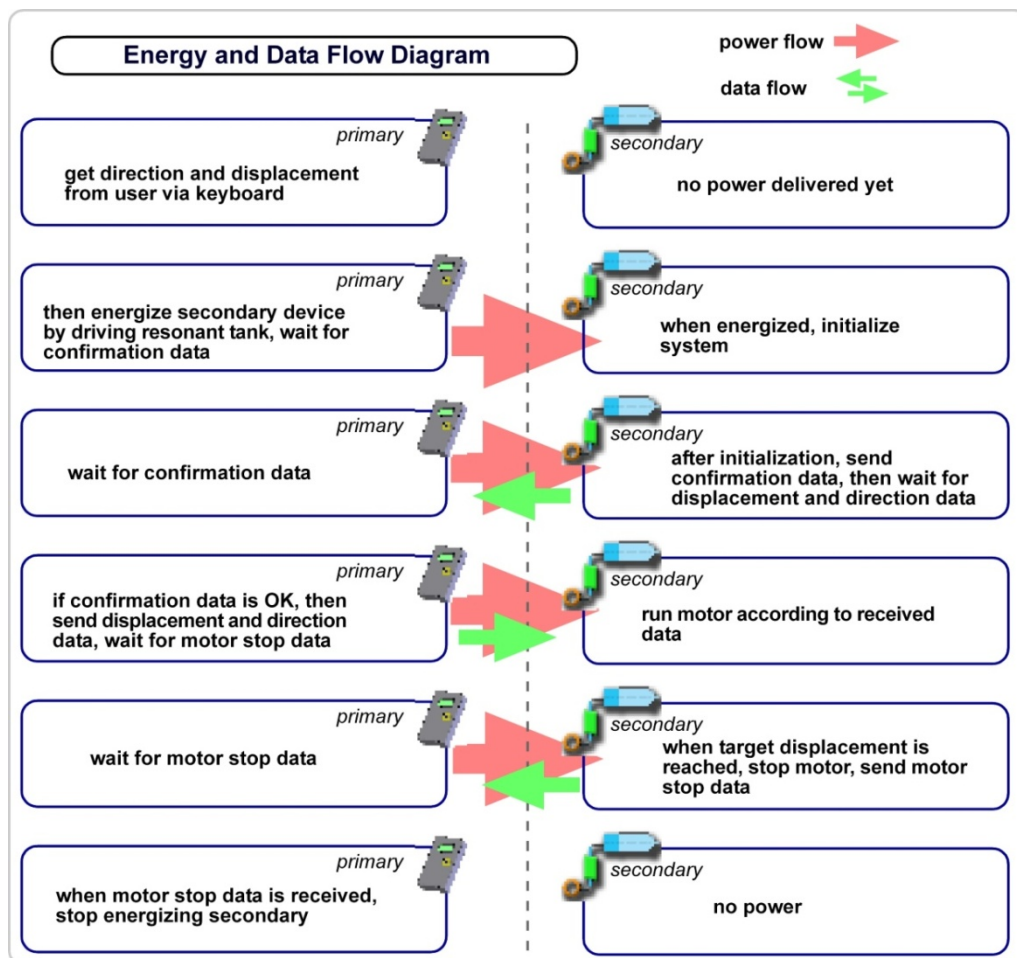 Energy and Data Flow Diagram
power flow
data flow
primary
get direction and displacement
from user via keyboard
secondary
no power delivered yet
primary
then energize secondary device
by driving resonant tank, wait for
confirmation data
secondary
when energized, initialize
system
primary
wait for confirmation data
secondary
after initialization, send
confirmation data, then wait for
displacement and direction data
primary
if confirmation data is OK, then
send displacement and direction
data, wait for motor stop data
secondary
run motor according to received
data
primary
wait for motor stop data
secondary
when target displacement is
reached, stop motor, send motor
stop data
primary
when motor stop data is received,
stop energizing secondary
secondary
no power